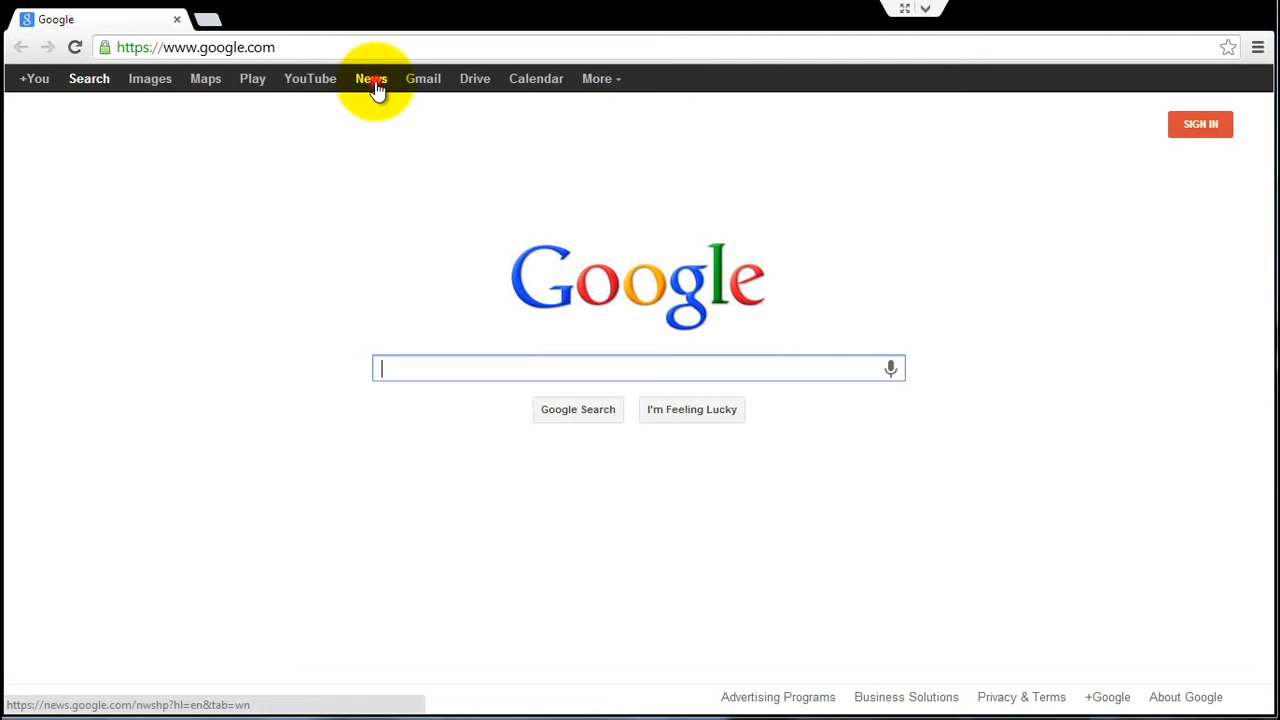 Google
https://www.google.com
+You Search Images Maps Play YouTube News Gmail Drive Calendar More
SIGN IN
Google
Google Search I'm Feeling Lucky
https://news.google.com/nwshp?hl=en&tab=wn
Advertising Programs Business Solutions Privacy & Terms +Google About Google